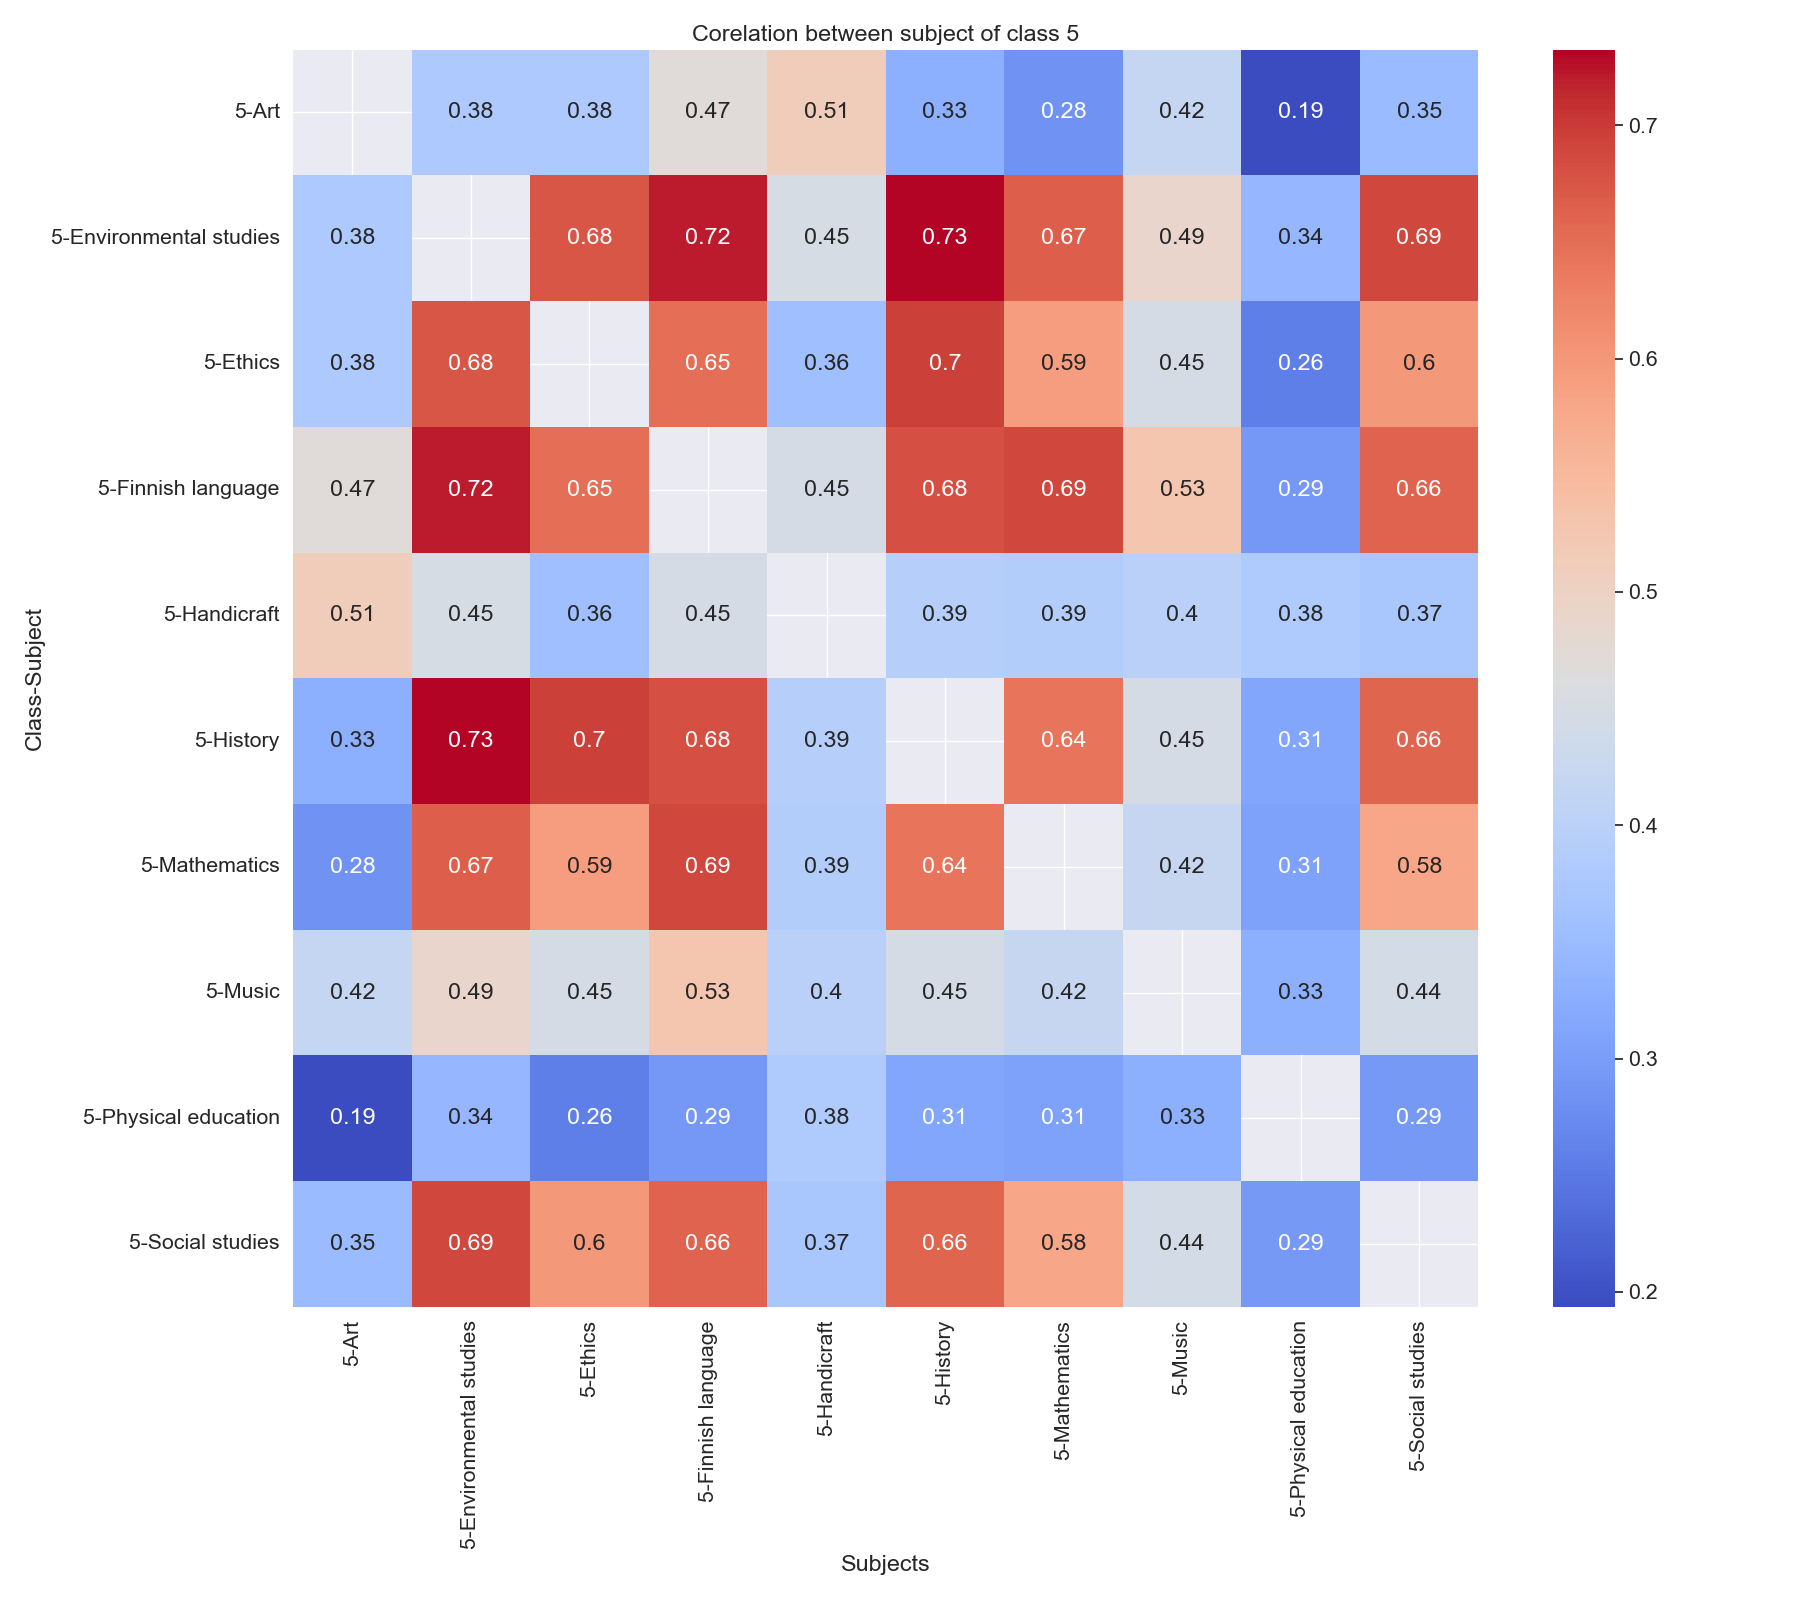 Corelation between subject of class 5
5-Art 0.38 0.38 0.47 0.51 0.33 0.28 0.42 0.19 0.35
5-Environmental studies 0.38 0.68 0.72 0.45 0.73 0.67 0.49 0.34 0.69
5-Ethics 0.38 0.68 0.65 0.36 0.7 0.59 0.45 0.26 0.6
5-Finnish language 0.47 0.72 0.65 0.45 0.68 0.69 0.53 0.29 0.66
5-Handicraft 0.51 0.45 0.36 0.45 0.39 0.39 0.4 0.38 0.37
5-History 0.33 0.73 0.7 0.68 0.39 0.64 0.45 0.31 0.66
5-Mathematics 0.28 0.67 0.59 0.69 0.39 0.64 0.42 0.31 0.58
5-Music 0.42 0.49 0.45 0.53 0.4 0.45 0.42 0.33 0.44
5-Physical education 0.19 0.34 0.26 0.29 0.38 0.31 0.31 0.33 0.29
5-Social studies 0.35 0.69 0.6 0.66 0.37 0.66 0.58 0.44 0.29
Class-Subject
5-Art
5-Environmental studies
5-Ethics
5-Finnish language
5-Handicraft
5-History
5-Mathematics
5-Music
5-Physical education
5-Social studies
Subjects
0.7
0.6
0.5
0.4
0.3
0.2